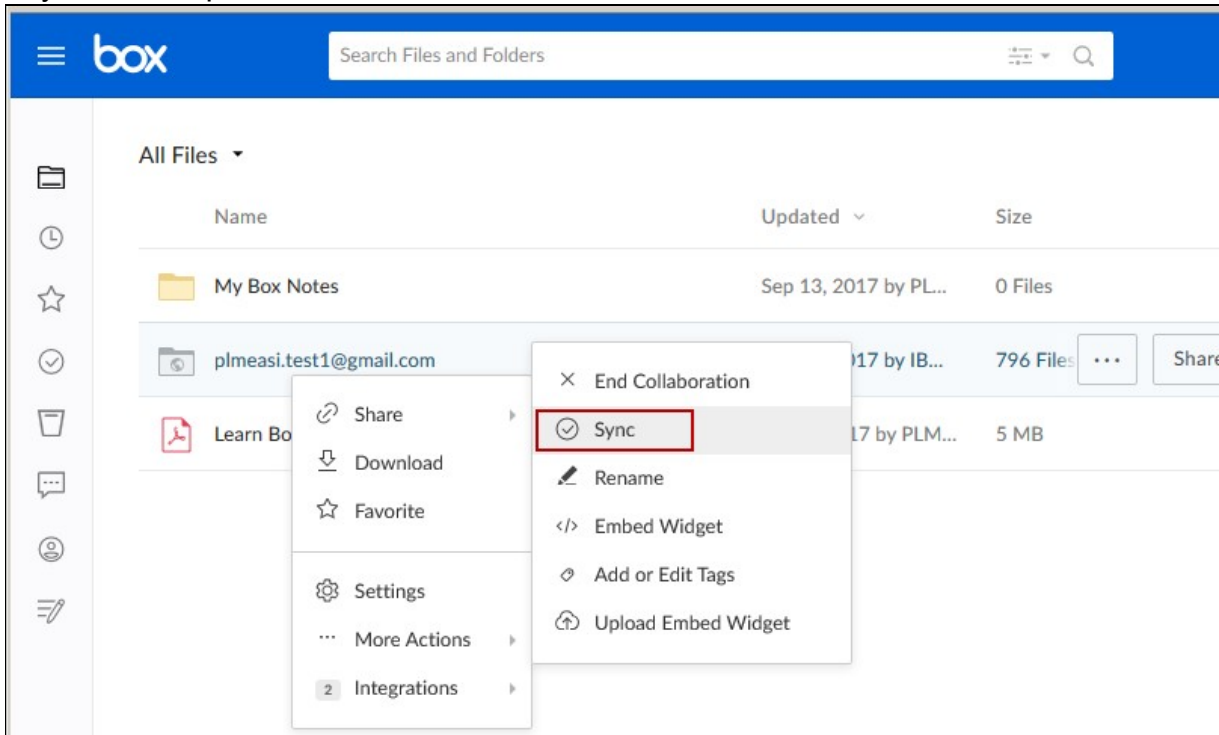 box
Search Files and Folders
All Files
Name Updated Size
My Box Notes Sep 13, 2017 by PL... 0 Files
plmeasi.test1@gmail.com 017 by IB... 796 Files ... Share
Learn Bo 17 by PLM... 5 MB
Share
Download
Favorite
Settings
More Actions
2 Integrations
End Collaboration
Sync
Rename
Embed Widget
Add or Edit Tags
Upload Embed Widget